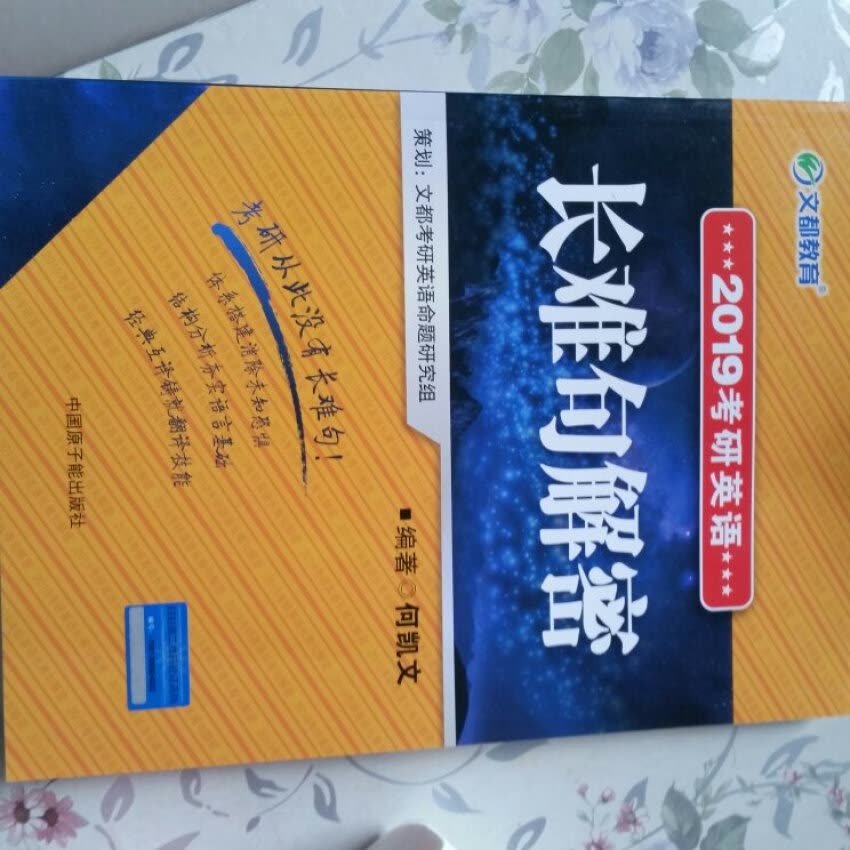 文都教育®
★★★2019考研英语★★★
长难句解密
策划：文都考研英语命题研究组
■编著◎何凯文
考研从此没有长难句！
体系搭建消除未知恐惧
结构分析夯实语言基础
经典互译铸就翻译技能
中国原子能出版社